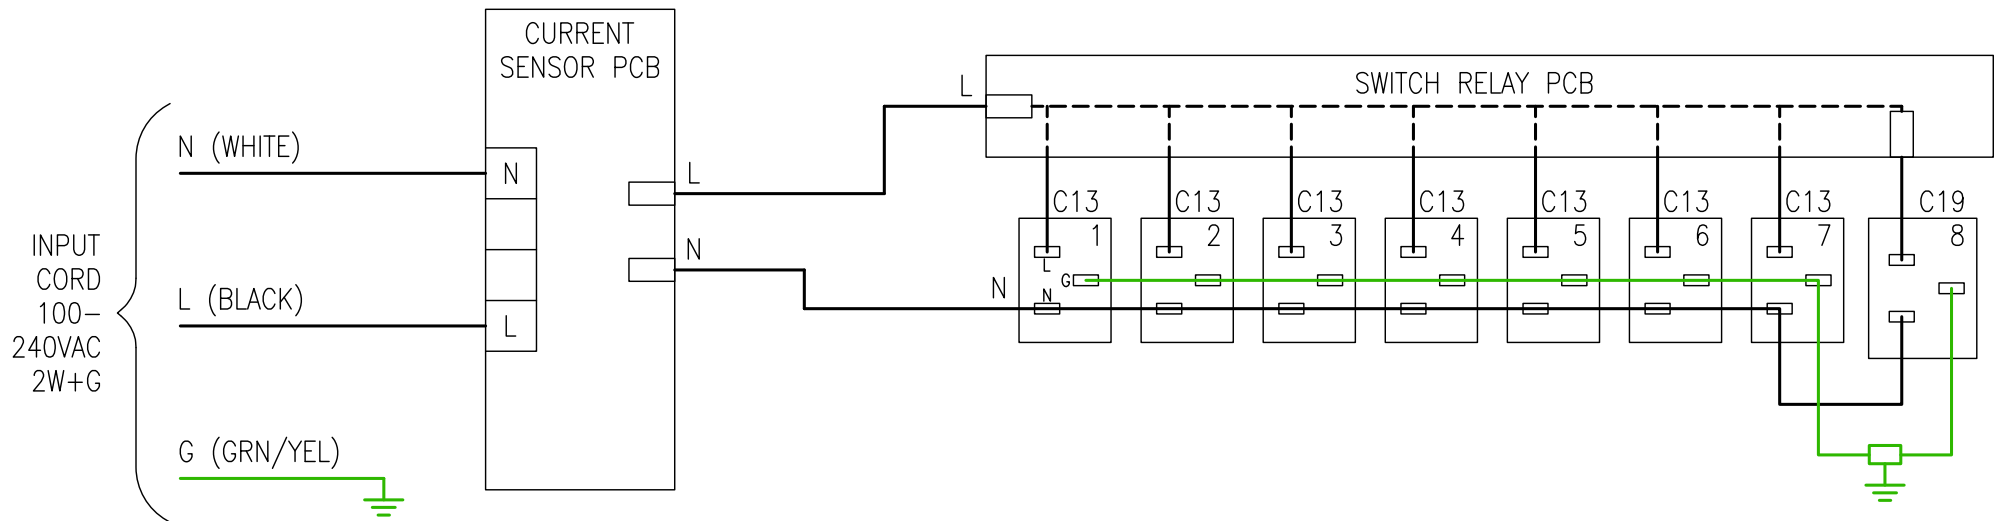 CURRENT
SENSOR PCB
SWITCH RELAY PCB
L
N (WHITE)
N
L
C13
1
C13
2
C13
3
C13
4
C13
5
C13
6
C13
7
C19
8
N
L
G
N
N
INPUT
CORD
100-
240VAC
2W+G
L (BLACK)
L
G (GRN/YEL)